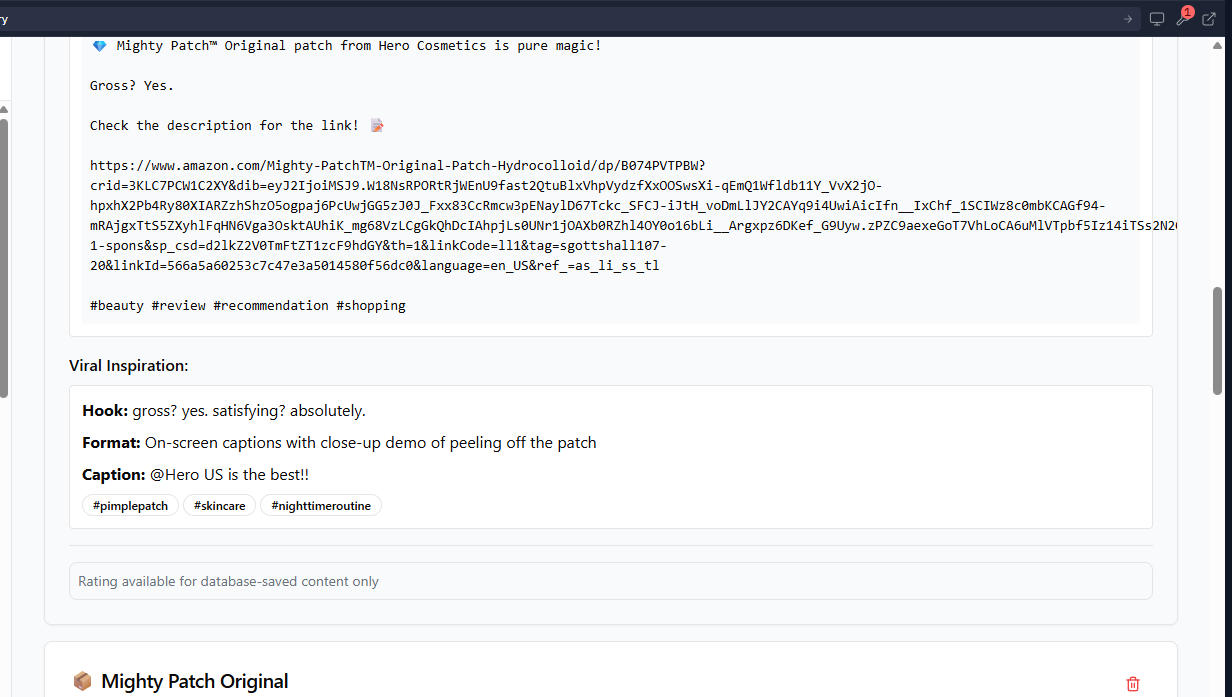 ry
1
Mighty Patch™ Original patch from Hero Cosmetics is pure magic!
Gross? Yes.
Check the description for the link!
https://www.amazon.com/Mighty-PatchTM-Original-Patch-Hydrocolloid/dp/B074PVTPBW?
crid=3KLC7PCW1C2XY&dib=eyJ2IjoiMSJ9.W18NsRPORtRjWEnU9fast2QtuBlxVhpVydzfXxOOSwsXi-qEmQ1Wfldb11Y_VvX2jO-
hpxhX2Pb4Ry80XIARZzhShzO5ogpaj6PcUwjGG5zJ0J_Fxx83CcRmcw3pENaylD67Tckc_SFCJ-iJtH_voDmLlJY2CAYq9i4UwiAicIfn__IxChf_1SCIWz8c0mbKCAGf94-
mRAjgxTtS5ZXyhlFqHN6Vga3OsktAUhiK_mg68VzLCgGkQhDcIAhpjLs0UNr1jOAXb0RZhl4OY0o16bLi__Argxpz6DKef_G9Uyw.zPZC9aexeGoT7VhLoCA6uMlVTpbf5Iz14iTSs2N2
1-spons&sp_csd=d2lkZ2V0TmFtZT1zcF9hdGY&th=1&linkCode=ll1&tag=sgottshall107-
20&linkId=566a5a60253c7c47e3a5014580f56dc0&language=en_US&ref_=as_li_ss_tl
#beauty #review #recommendation #shopping
Viral Inspiration:
Hook: gross? yes. satisfying? absolutely.
Format: On-screen captions with close-up demo of peeling off the patch
Caption: @Hero US is the best!!
#pimplepatch #skincare #nighttimeroutine
Rating available for database-saved content only
Mighty Patch Original